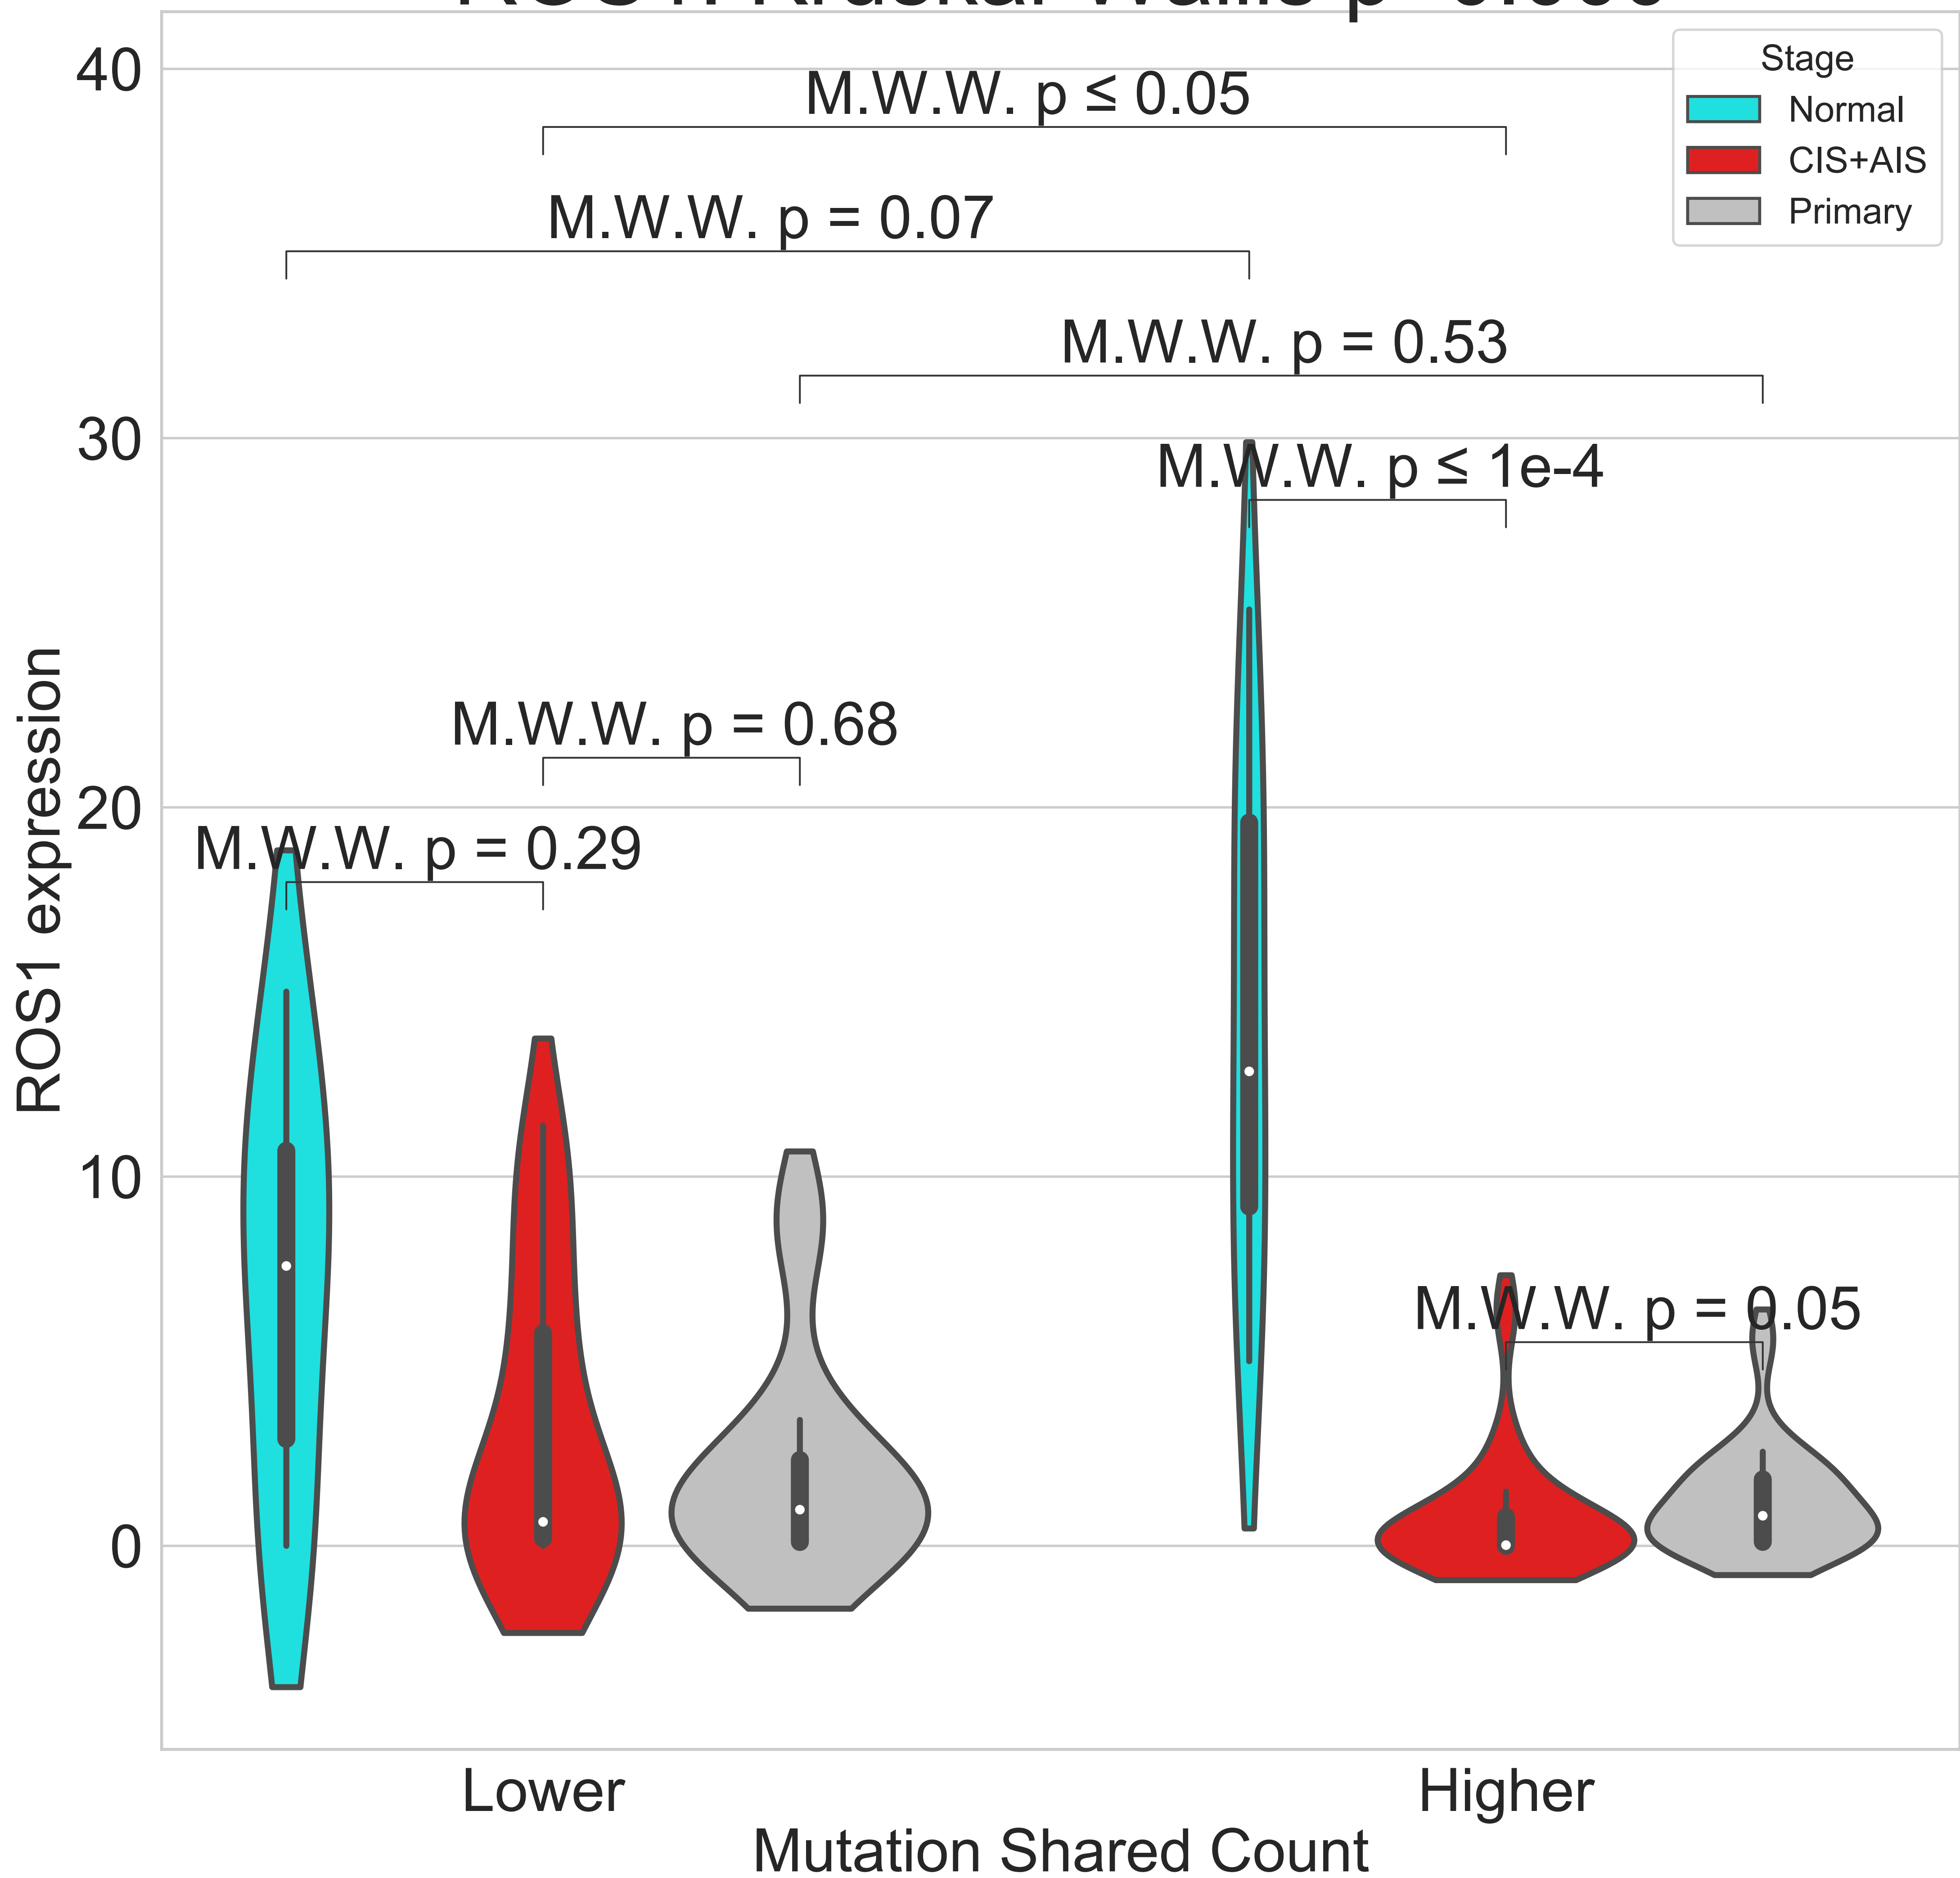 40
M.W.W. p ≤ 0.05
Stage
Normal
CIS+AIS
Primary
M.W.W. p = 0.07
M.W.W. p = 0.53
30
M.W.W. p ≤ 1e-4
M.W.W. p = 0.68
20
M.W.W. p = 0.29
ROS1 expression
10
M.W.W. p = 0.05
0
Lower
Higher
Mutation Shared Count